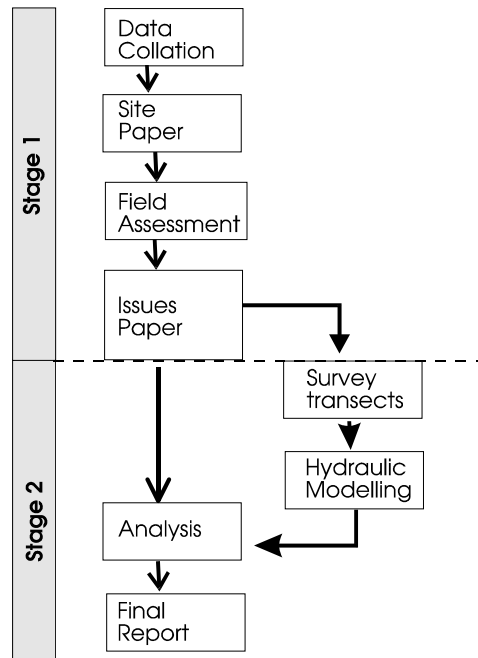 Stage 1
Data
Collation
Site
Paper
Field
Assessment
Issues
Paper
Stage 2
Survey
transects
Hydraulic
Modelling
Analysis
Final
Report